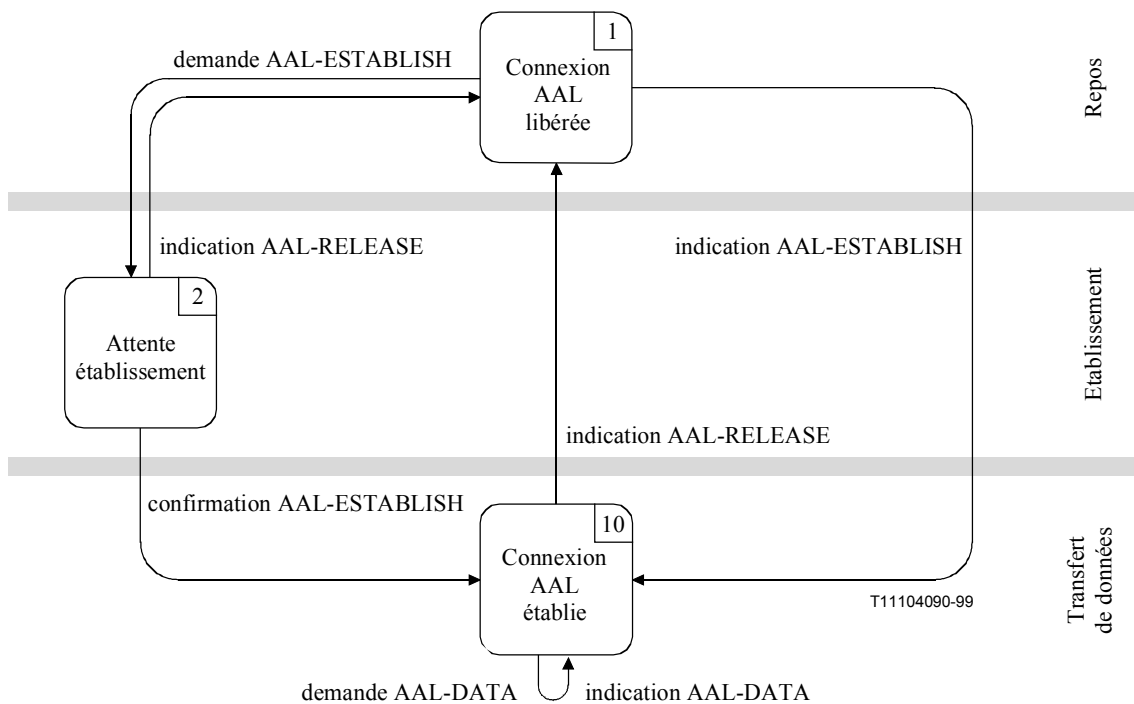 1
demande AAL-ESTABLISH
Connexion
AAL
libérée
Repos
indication AAL-RELEASE
indication AAL-ESTABLISH
2
Attente
établissement
Etablissement
indication AAL-RELEASE
confirmation AAL-ESTABLISH
10
Connexion
AAL
établie
T11104090-99
Transfert
de données
demande AAL-DATA
indication AAL-DATA